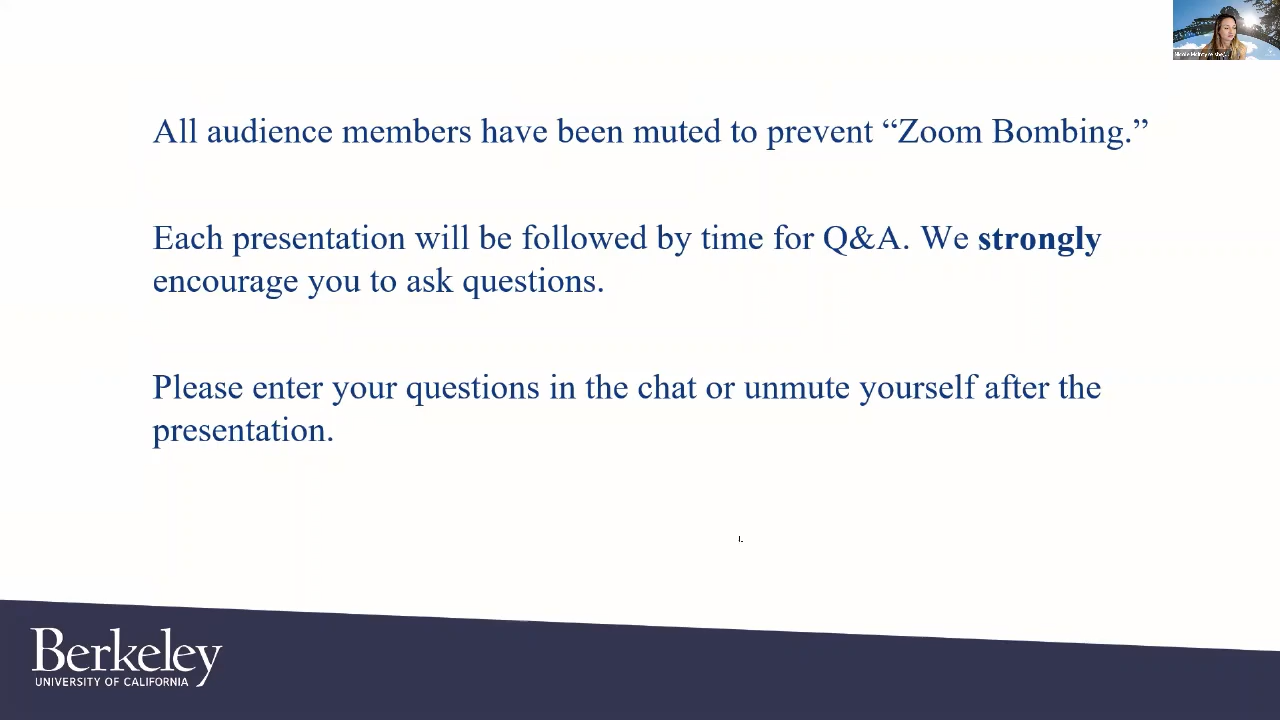 All audience members have been muted to prevent “Zoom Bombing.”
Each presentation will be followed by time for Q&A. We strongly
encourage you to ask questions.
Please enter your questions in the chat or unmute yourself after the
presentation.
Berkeley
UNIVERSITY OF CALIFORNIA